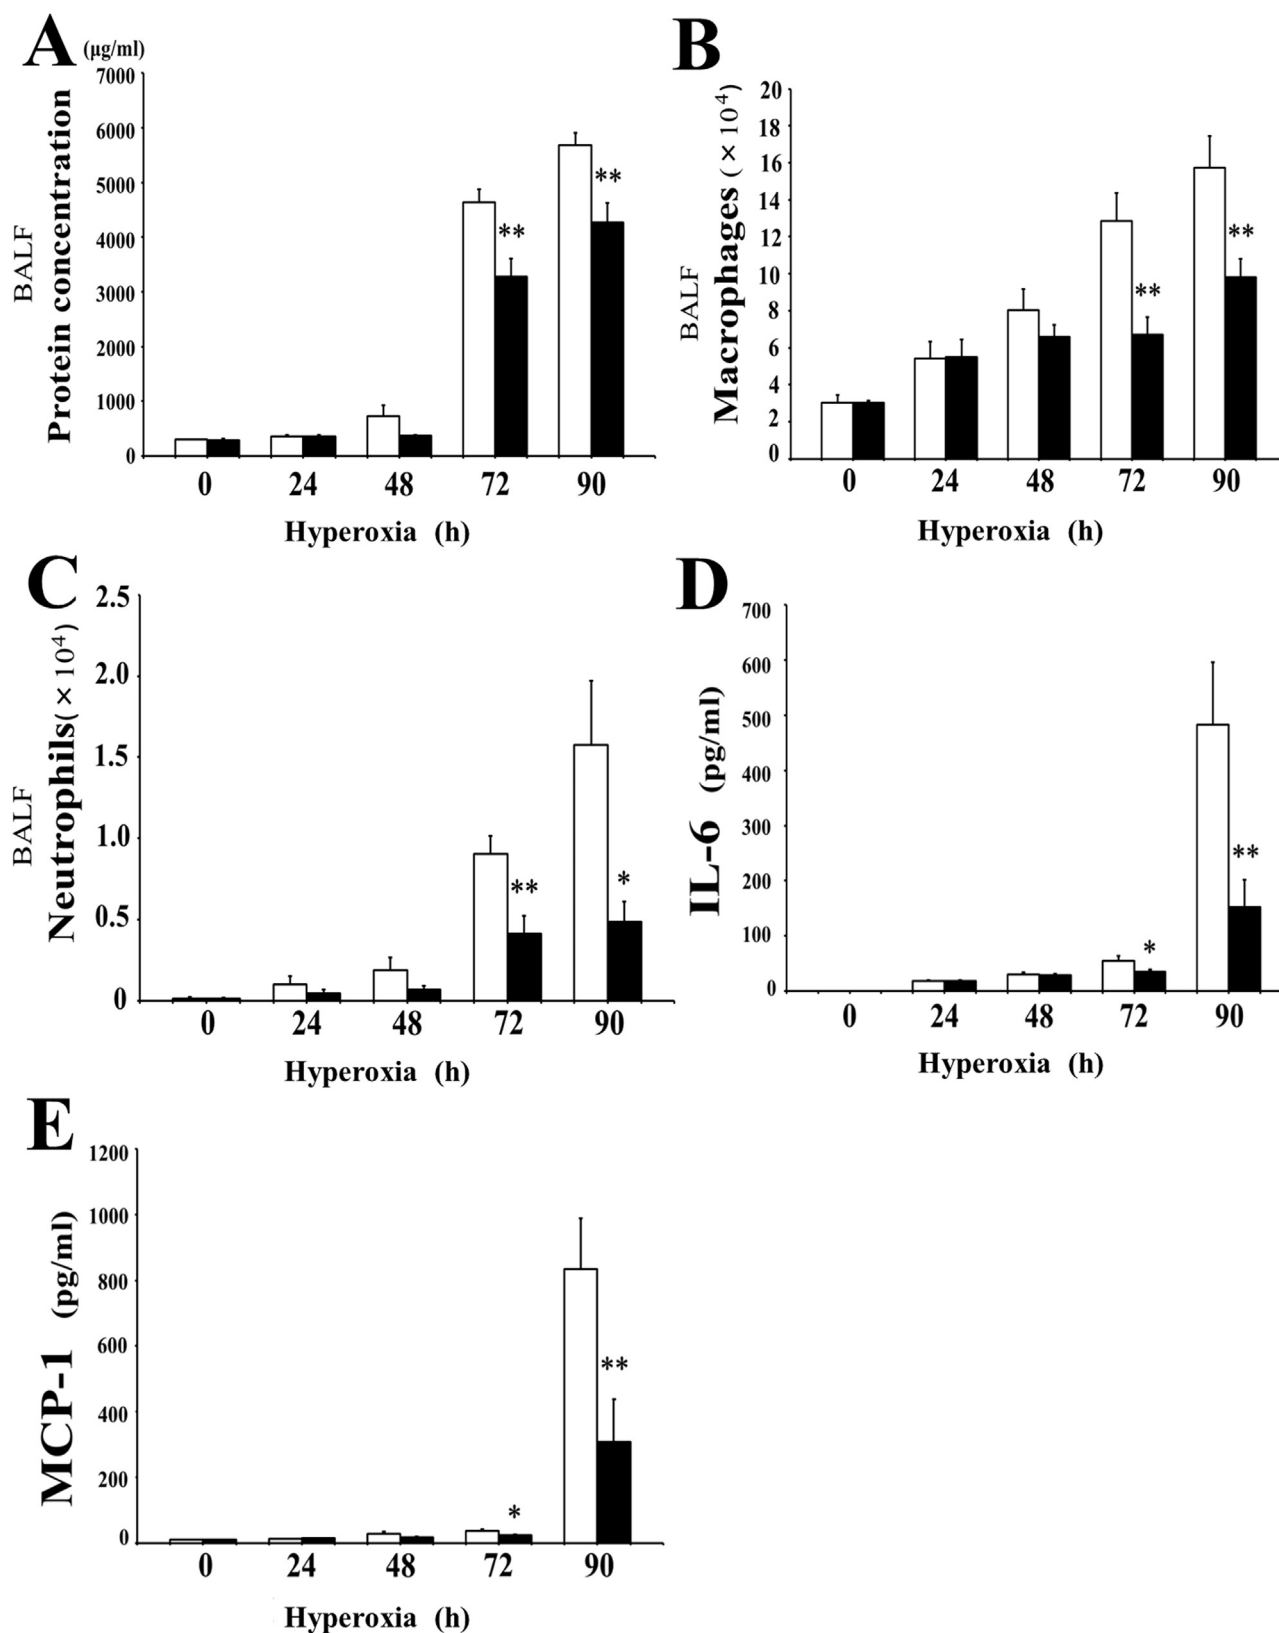 A
(μg/ml)
BALF
Protein concentration
7000
6000
5000
4000
3000
2000
1000
0
**
**
0 24 48 72 90
Hyperoxia (h)
B
BALF
Macrophages (×10⁴)
20
18
16
14
12
10
8
6
4
2
0
**
**
0 24 48 72 90
Hyperoxia (h)
C
BALF
Neutrophils(×10⁴)
2.5
2.0
1.5
1.0
0.5
0
**
*
0 24 48 72 90
Hyperoxia (h)
D
IL-6 (pg/ml)
700
600
500
400
300
200
100
0
*
**
0 24 48 72 90
Hyperoxia (h)
E
MCP-1 (pg/ml)
1200
1000
800
600
400
200
0
*
**
0 24 48 72 90
Hyperoxia (h)